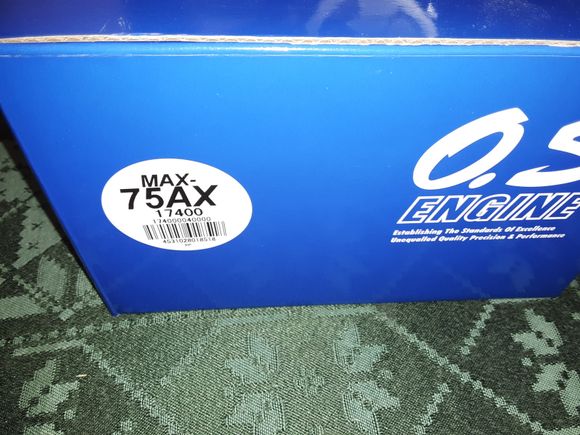 MAX-
75AX
17400
174000040000
4531028018518
O.S
ENGINE
Establishing The Standards Of Excellence
Unequalled Quality Precision & Performance